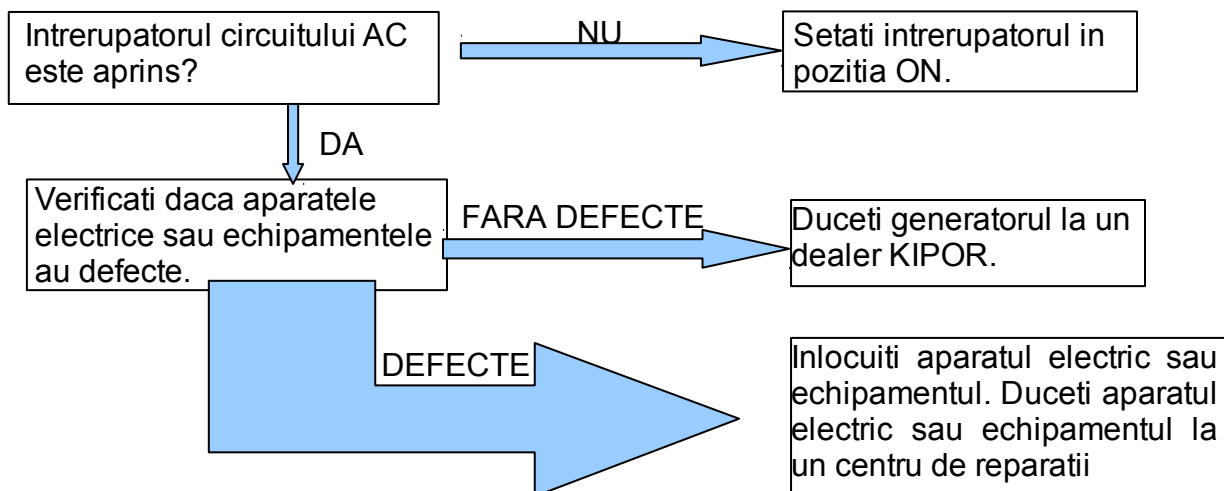 Intrerupatorul circuitului AC
este aprins?
NU
Setati intrerupatorul in
pozitia ON.
DA
Verificati daca aparatele
electrice sau echipamentele
au defecte.
FARA DEFECTE
Duceti generatorul la un
dealer KIPOR.
DEFECTE
Inlocuiti aparatul electric sau
echipamentul. Duceti aparatul
electric sau echipamentul la
un centru de reparatii